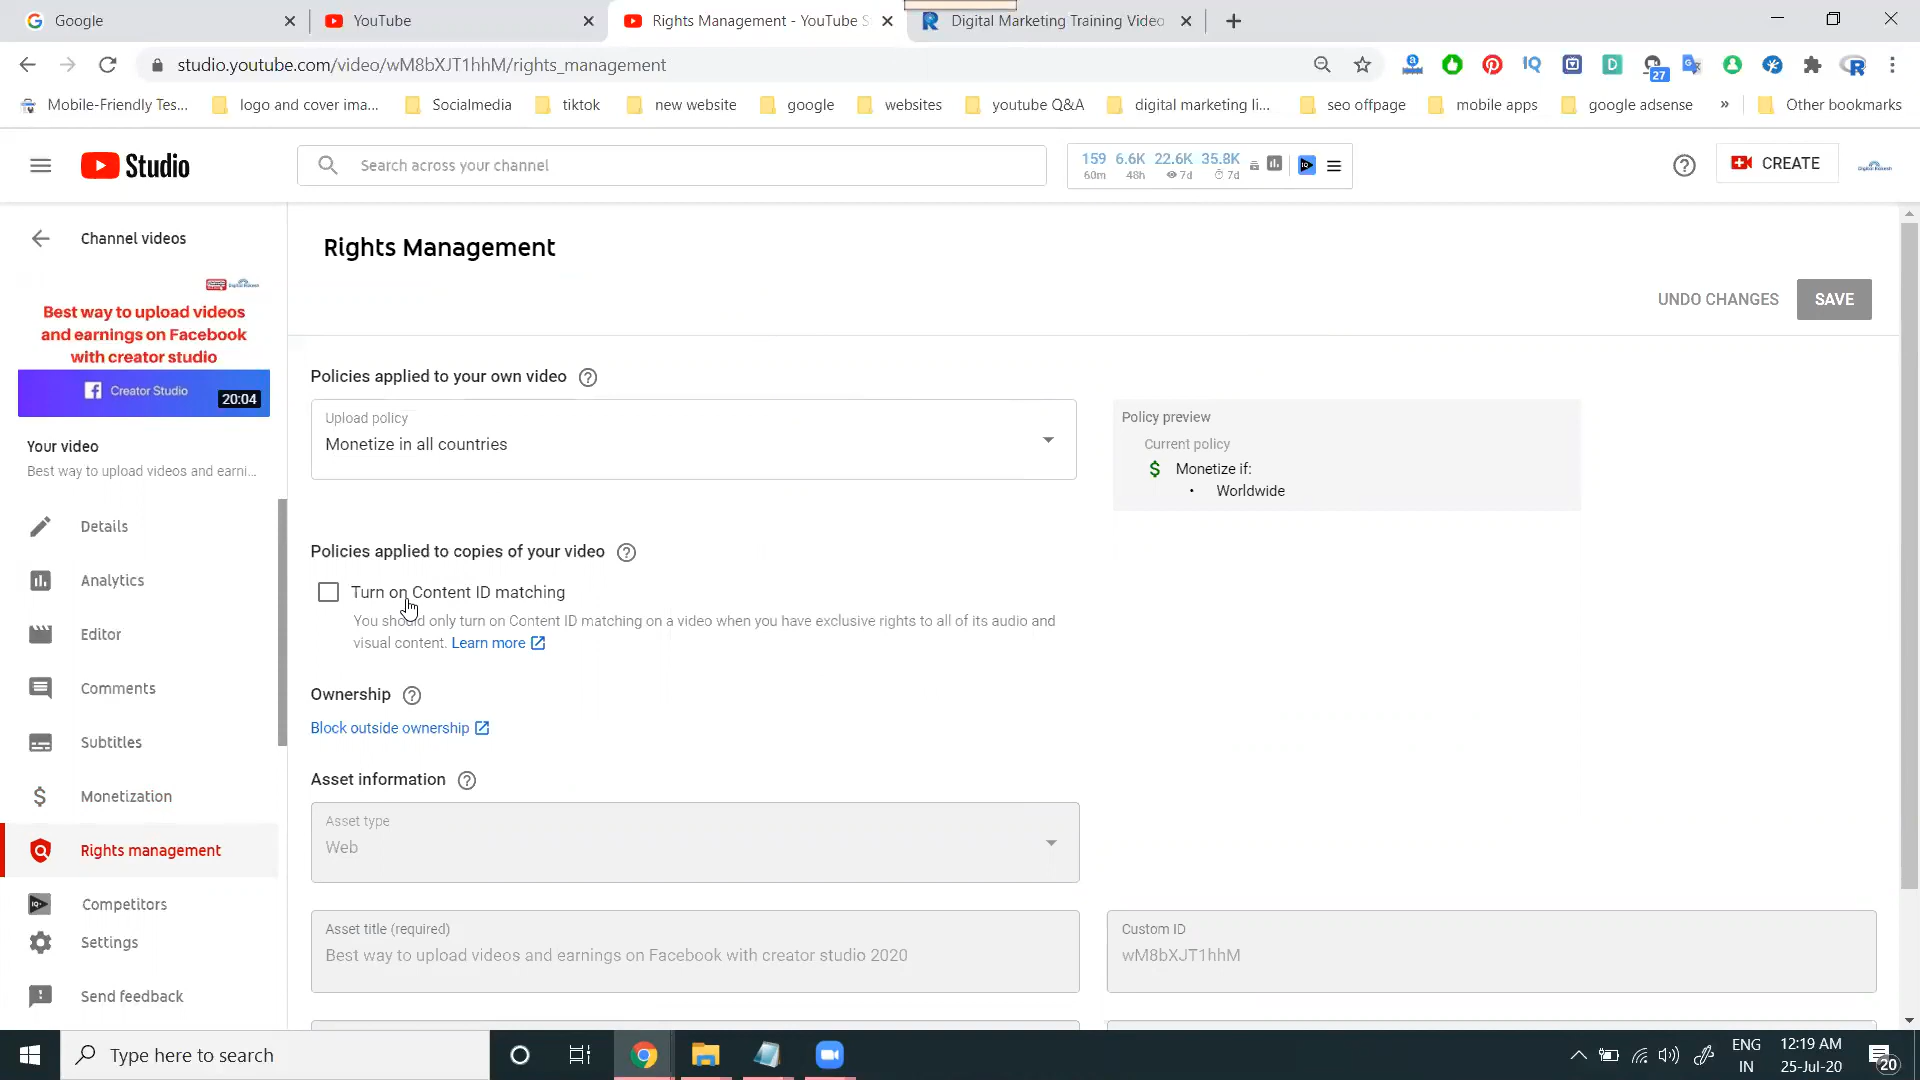 Google
YouTube
Rights Management - YouTube S
Digital Marketing Training Video
studio.youtube.com/video/wM8bXJT1hhM/rights_management
27
Mobile-Friendly Tes...
logo and cover ima...
Socialmedia
tiktok
new website
google
websites
youtube Q&A
digital marketing li...
seo offpage
mobile apps
google adsense
»
Other bookmarks
Studio
Search across your channel
159 6.6K 22.6K 35.8K
60m 48h 7d 7d
CREATE
Channel videos
Rights Management
UNDO CHANGES
SAVE
Best way to upload videos
and earnings on Facebook
with creator studio
Creator Studio
20:04
Your video
Best way to upload videos and earni...
Details
Analytics
Editor
Comments
Subtitles
Monetization
Rights management
Competitors
Settings
Send feedback
Policies applied to your own video
Upload policy
Monetize in all countries
Policy preview
Current policy
$ Monetize if:
• Worldwide
Policies applied to copies of your video
Turn on Content ID matching
You should only turn on Content ID matching on a video when you have exclusive rights to all of its audio and
visual content. Learn more
Ownership
Block outside ownership
Asset information
Asset type
Web
Asset title (required)
Best way to upload videos and earnings on Facebook with creator studio 2020
Custom ID
wM8bXJT1hhM
Type here to search
ENG
IN
12:19 AM
25-Jul-20
20